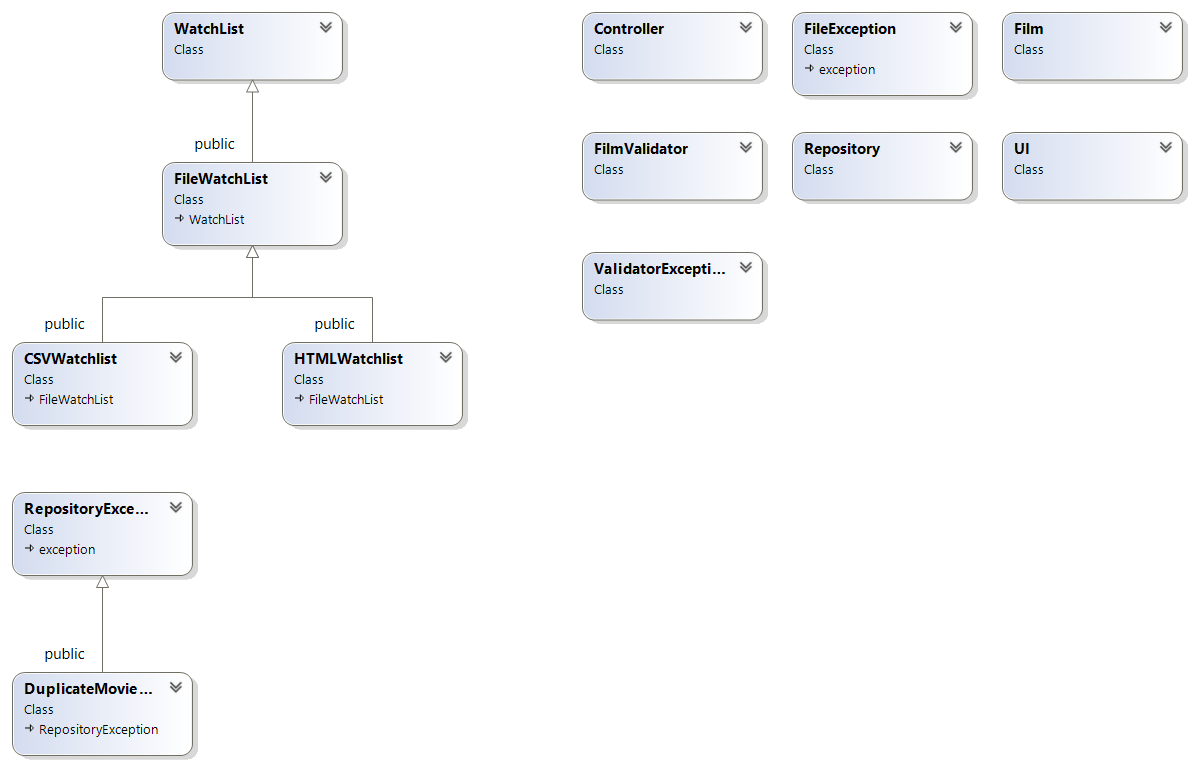 WatchList
Class
public
FileWatchList
Class
WatchList
public
public
CSVWatchlist
Class
FileWatchList
HTMLWatchlist
Class
FileWatchList
RepositoryExce...
Class
exception
public
DuplicateMovie...
Class
RepositoryException
Controller
Class
FileException
Class
exception
Film
Class
FilmValidator
Class
Repository
Class
UI
Class
ValidatorExcepti...
Class